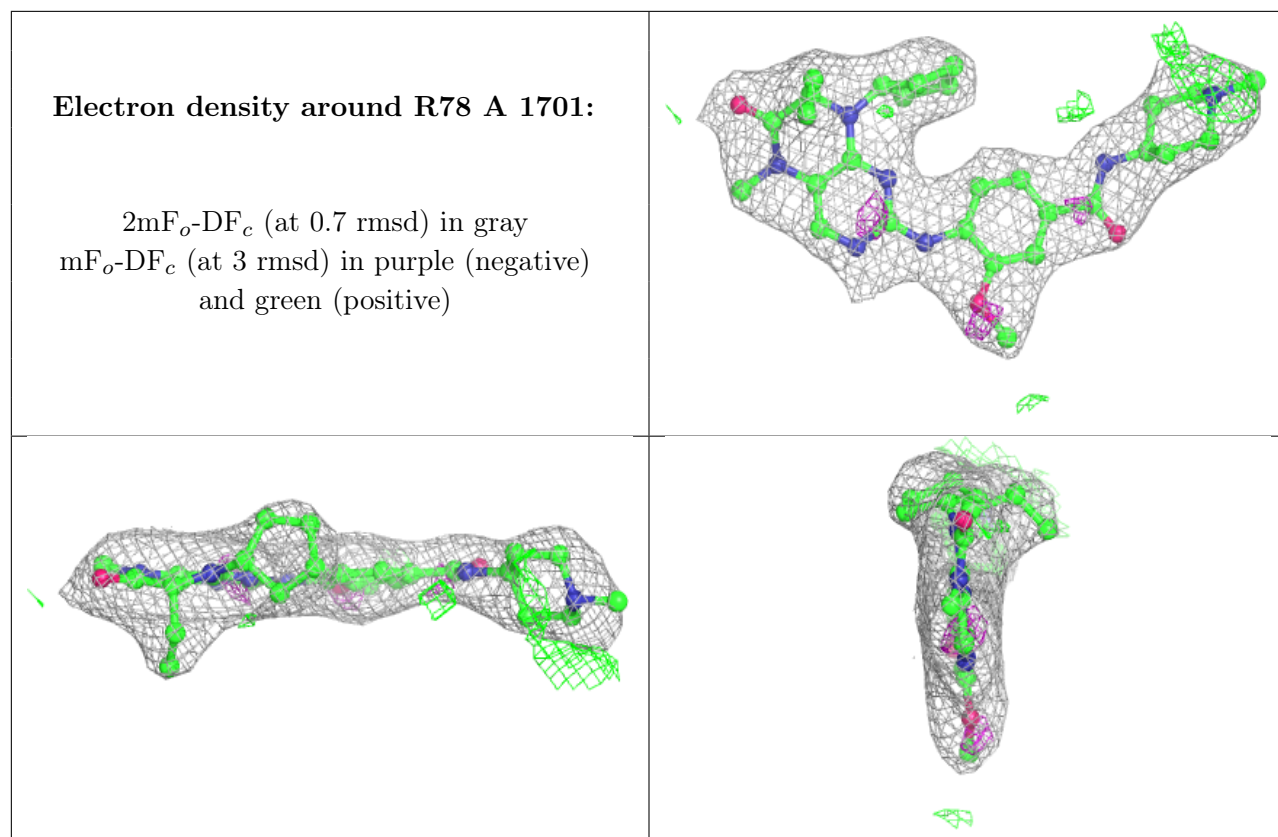 Electron density around R78 A 1701:
2mFo-DFc (at 0.7 rmsd) in gray
mFo-DFc (at 3 rmsd) in purple (negative)
and green (positive)